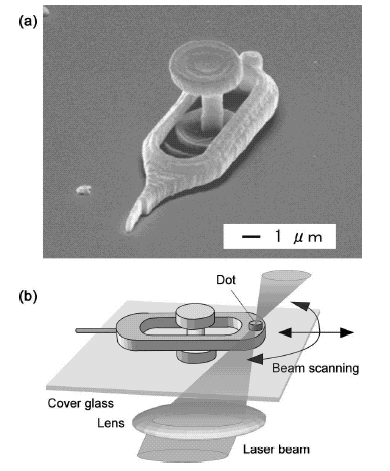 (a)
1 μm
(b)
Dot
Beam scanning
Cover glass
Lens
Laser beam